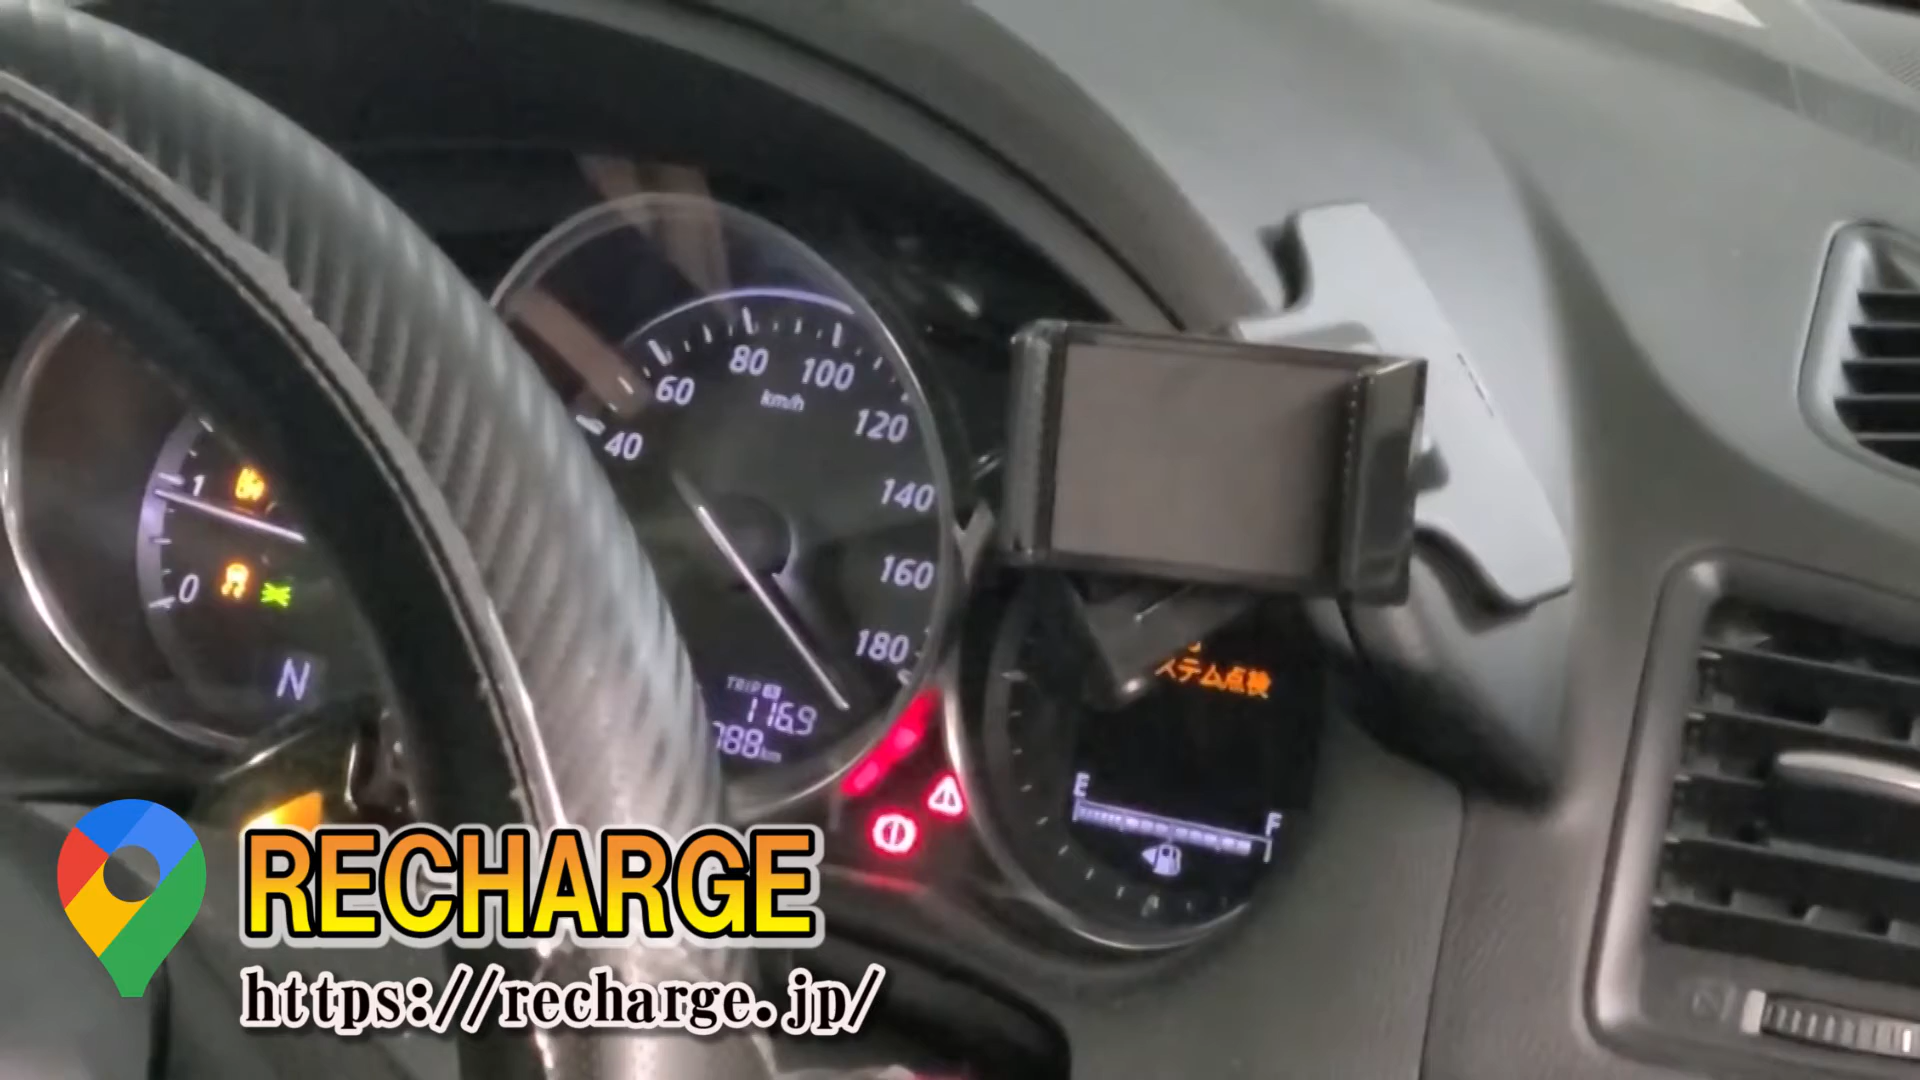 80
100
60
km/h
120
40
140
1
160
0
180
N
TRIP
116.9
788km
ステム点検
E
F
RECHARGE
https://recharge.jp/